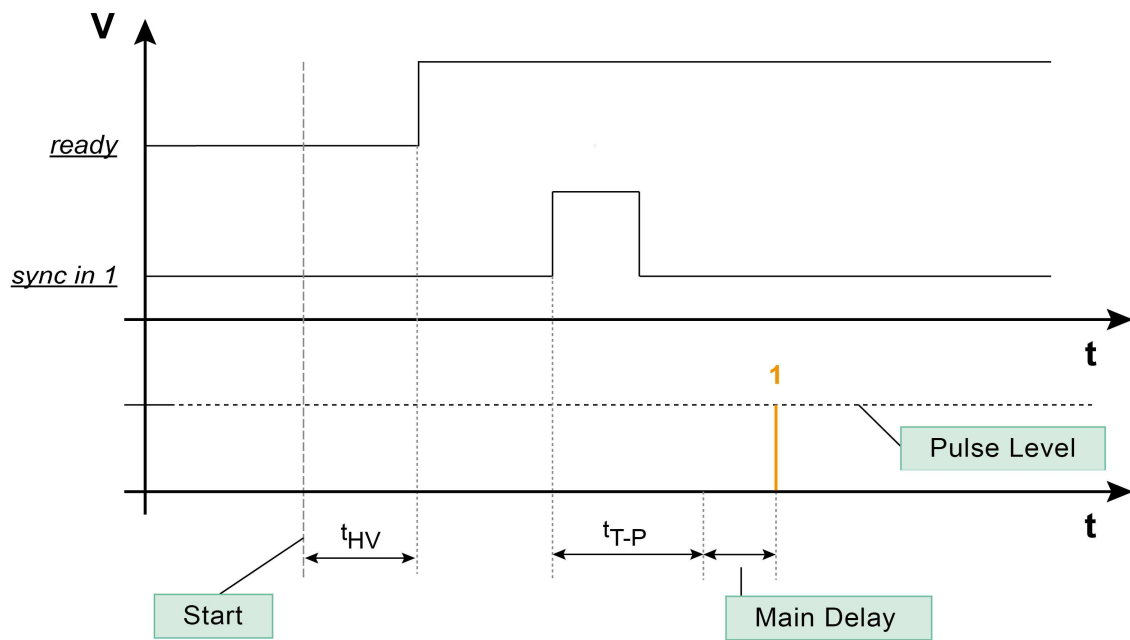 V
ready
sync in 1
t
1
Pulse Level
t
tHV
tT-P
Start
Main Delay